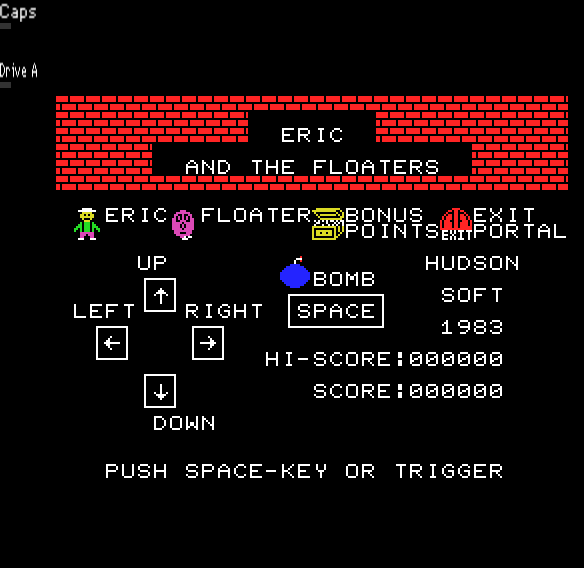 Caps
Drive A
ERIC
AND THE FLOATERS
ERIC FLOATER BONUS EXIT
POINTS EXIT PORTAL
UP HUDSON
BOMB
SOFT
LEFT RIGHT SPACE
1983
HI-SCORE:000000
SCORE:000000
DOWN
PUSH SPACE-KEY OR TRIGGER